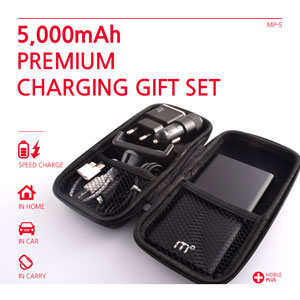 MP-5
5,000mAh
PREMIUM
CHARGING GIFT SET
SPEED CHARGE
IN HOME
IN CAR
IN CARRY
m
MOBILE
PLUS